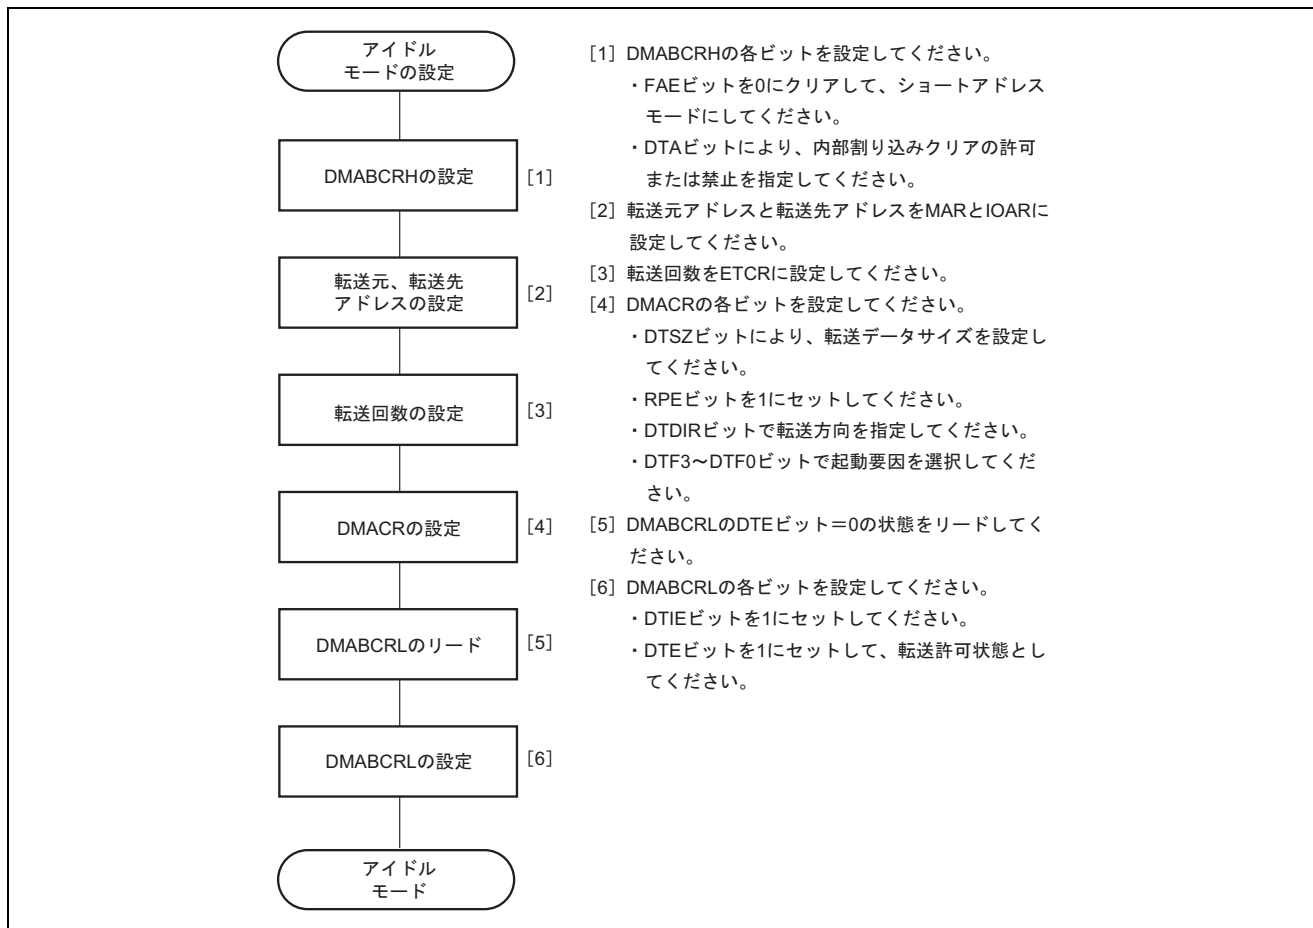 アイドル
モードの設定
DMABCRHの設定
[1]
転送元、転送先
アドレスの設定
[2]
転送回数の設定
[3]
DMACRの設定
[4]
DMABCRLのリード
[5]
DMABCRLの設定
[6]
アイドル
モード
[1] DMABCRHの各ビットを設定してください。
・FAEビットを0にクリアして、ショートアドレス
モードにしてください。
・DTAビットにより、内部割り込みクリアの許可
または禁止を指定してください。
[2] 転送元アドレスと転送先アドレスをMARとIOARに
設定してください。
[3] 転送回数をETCRに設定してください。
[4] DMACRの各ビットを設定してください。
・DTSZビットにより、転送データサイズを設定し
てください。
・RPEビットを1にセットしてください。
・DTDIRビットで転送方向を指定してください。
・DTF3～DTF0ビットで起動要因を選択してくだ
さい。
[5] DMABCRLのDTEビット＝0の状態をリードしてく
ださい。
[6] DMABCRLの各ビットを設定してください。
・DTIEビットを1にセットしてください。
・DTEビットを1にセットして、転送許可状態とし
てください。